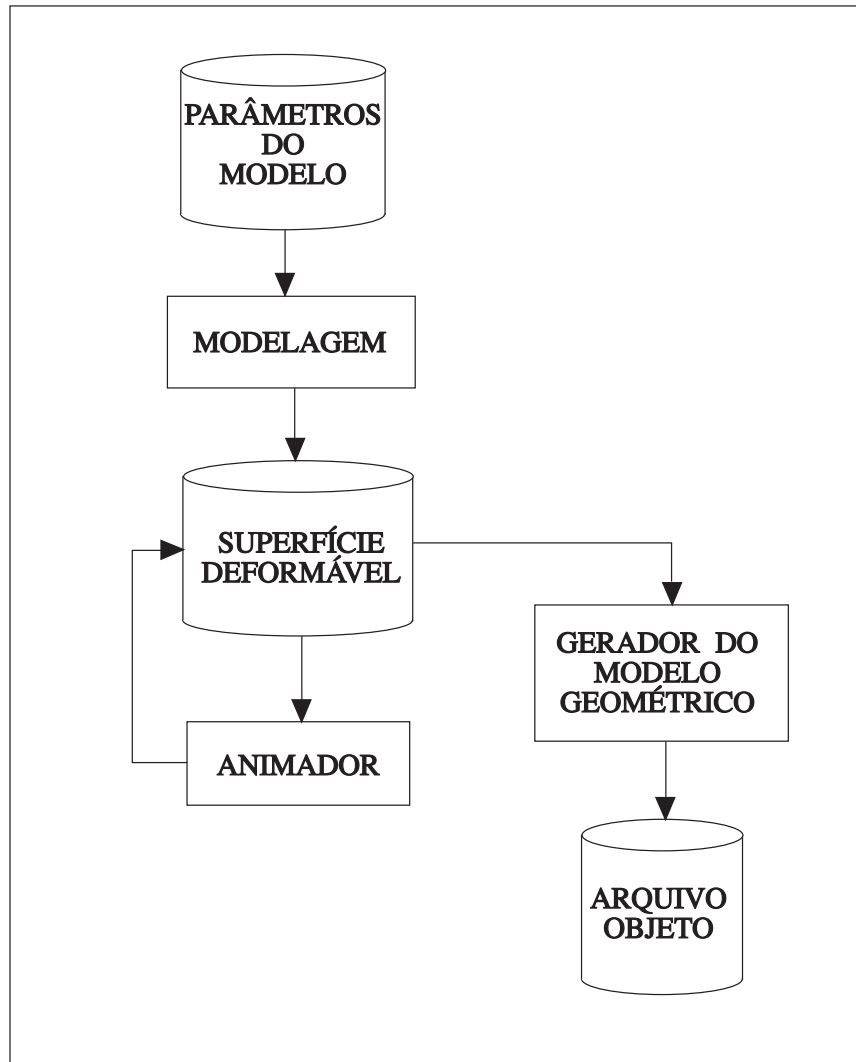 PARÂMETROS
DO
MODELO
MODELAGEM
SUPERFÍCIE
DEFORMÁVEL
ANIMADOR
GERADOR DO
MODELO
GEOMÉTRICO
ARQUIVO
OBJETO